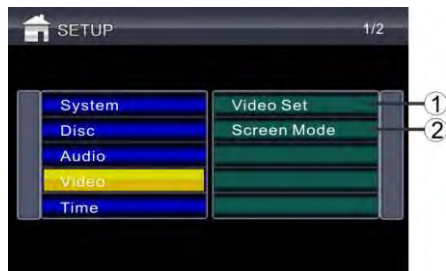 SETUP 1/2
System Video Set 1
Disc Screen Mode 2
Audio
Video
Time